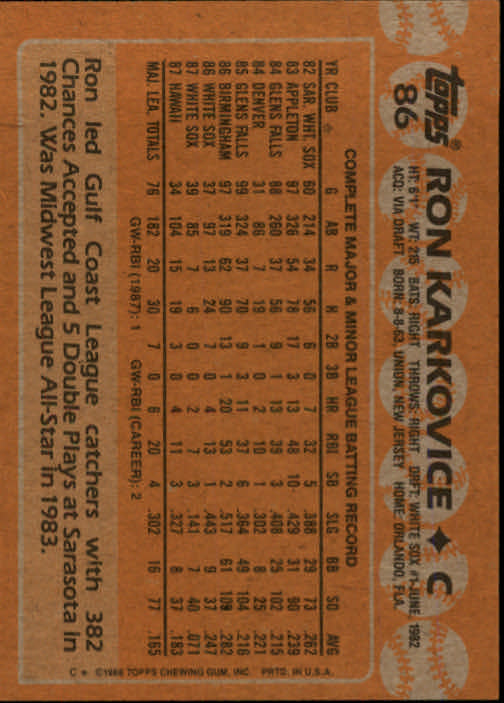 topps®
86
RON KARKOVICE ♦ C
HT: 6'1" WT: 215 BATS: RIGHT THROWS: RIGHT DRFT: WHITE SOX #1-JUNE, 1982
ACQ: VIA DRAFT BORN: 8-8-63, UNION, NEW JERSEY HOME: ORLANDO, FLA.
COMPLETE MAJOR & MINOR LEAGUE BATTING RECORD
YR CLUB G AB R H 2B 3B HR RBI SB SLG BB SO AVG
82 SAR. WHT SOX 60 214 34 56 6 0 7 32 5 .388 29 73 .262
83 APPLETON 97 326 54 78 17 3 13 48 10 .429 31 90 .239
84 GLENS FALLS 88 260 37 56 9 1 13 39 3 .408 25 102 .215
84 DENVER 31 86 7 19 1 0 2 10 1 .302 8 25 .221
85 GLENS FALLS 99 324 37 70 9 3 11 37 6 .364 49 104 .216
86 BIRMINGHAM 97 319 62 90 13 1 20 53 2 .517 61 109 .282
86 WHITE SOX 37 97 13 24 7 0 4 13 1 .443 9 37 .247
87 WHITE SOX 39 85 7 6 0 0 2 7 3 .141 7 40 .071
87 HAWAII 34 104 15 19 3 0 4 11 3 .327 8 37 .183
MAJ. LEA. TOTALS 76 182 20 30 7 0 6 20 4 .302 16 77 .165
GW-RBI (1987): 1 GW-RBI (CAREER): 2
Ron led Gulf Coast League catchers with 382
Chances Accepted and 5 Double Plays at Sarasota in
1982. Was Midwest League All-Star in 1983.
C * ©1988 TOPPS CHEWING GUM, INC. PRTD. IN U.S.A.